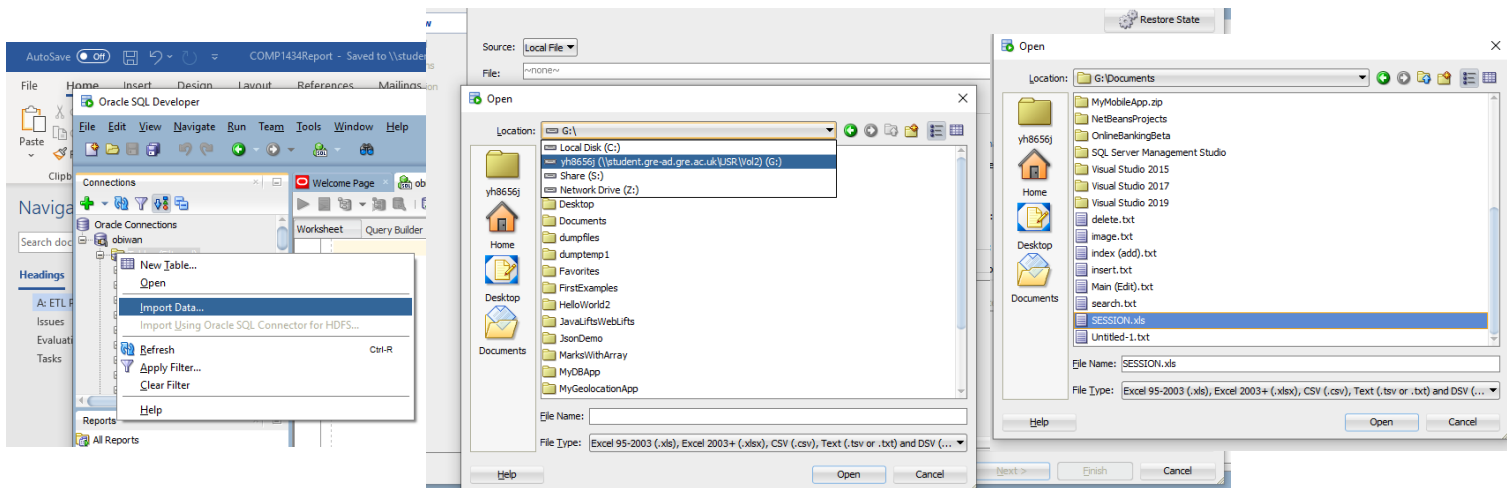 AutoSave Off COMP1434Report - Saved to \\stude
File Home Insert Design Layout References Mailings
Paste
Clipb
Naviga
Search doc
Headings
A: ETL P
Issues
Evaluati
Tasks
Oracle SQL Developer
File Edit View Navigate Run Team Tools Window Help
Connections
Welcome Page
ob
Oracle Connections
obiwan
Worksheet Query Builder
New Table...
Open
Import Data...
Import Using Oracle SQL Connector for HDFS...
Refresh Ctrl-R
Apply Filter...
Clear Filter
Help
Reports
All Reports
Restore State
Source: Local File
File: ~none~
Open
Location: G:\
Local Disk (C:)
yh8656j (\\student.gre-ad.gre.ac.uk\USR\Vol2) (G:)
Share (S:)
Network Drive (Z:)
yh8656j
Home
Desktop
Documents
Desktop
Documents
dumpfiles
dumptemp1
Favorites
FirstExamples
HelloWorld2
JavaLiftsWebLifts
JsonDemo
MarksWithArray
MyDBApp
MyGeolocationApp
File Name:
File Type: Excel 95-2003 (.xls), Excel 2003+ (.xlsx), CSV (.csv), Text (.tsv or .txt) and DSV (...
Help Open Cancel
Next > Finish Cancel
Open
Location: G:\Documents
yh8656j
Home
Desktop
Documents
MyMobileApp.zip
NetBeansProjects
OnlineBankingBeta
SQL Server Management Studio
Visual Studio 2015
Visual Studio 2017
Visual Studio 2019
delete.txt
image.txt
index (add).txt
insert.txt
Main (Edit).txt
search.txt
SESSION.xls
Untitled-1.txt
File Name: SESSION.xls
File Type: Excel 95-2003 (.xls), Excel 2003+ (.xlsx), CSV (.csv), Text (.tsv or .txt) and DSV (...
Help Open Cancel